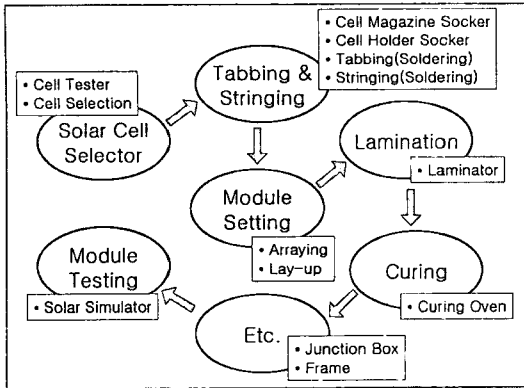 • Cell Magazine Socker
• Cell Holder Socker
• Tabbing(Soldering)
• Stringing(Soldering)
Tabbing &
Stringing
• Cell Tester
• Cell Selection
Solar Cell
Selector
Lamination
• Laminator
Module
Setting
• Arraying
• Lay-up
Curing
• Curing Oven
Module
Testing
• Solar Simulator
Etc.
• Junction Box
• Frame